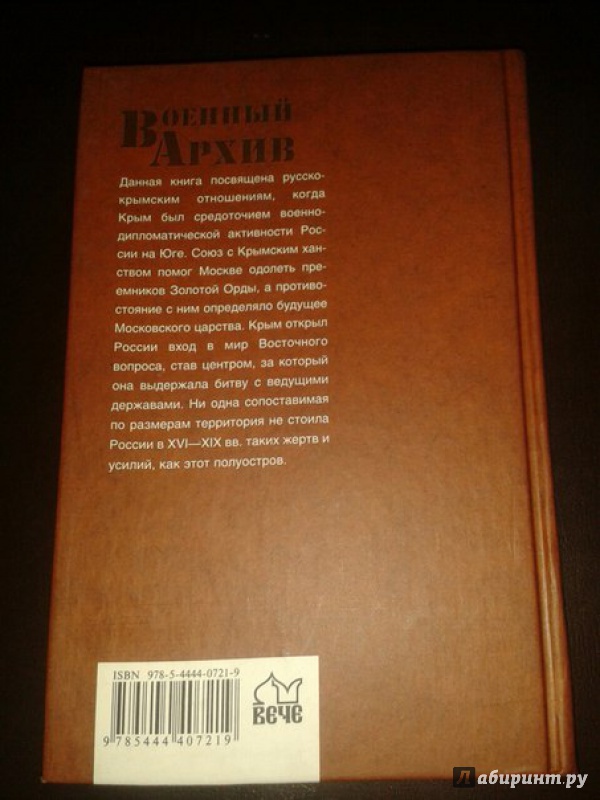 Военный
Архив
Данная книга посвящена русско-
крымским отношениям, когда
Крым был средоточием военно-
дипломатической активности Рос-
сии на Юге. Союз с Крымским хан-
ством помог Москве одолеть пре-
емников Золотой Орды, а противо-
стояние с ним определяло будущее
Московского царства. Крым открыл
России вход в мир Восточного
вопроса, став центром, за который
она выдержала битву с ведущими
державами. Ни одна сопоставимая
по размерам территория не стоила
России в XVI—XIX вв. таких жертв и
усилий, как этот полуостров.
ISBN 978-5-4444-0721-9
ВЕЧЕ
9 785444 407219
Лабиринт.ру